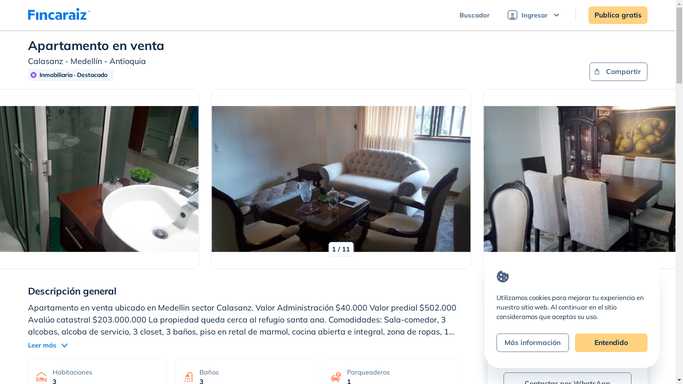 Fincaraiz
Buscador
Ingresar
Publica gratis
Apartamento en venta
Calasanz - Medellín - Antioquia
Inmobiliaria · Destacado
Compartir
1 / 11
Descripción general
Apartamento en venta ubicado en Medellin sector Calasanz. Valor Administración $40.000 Valor predial $502.000
Avalúo catastral $203.000.000 La propiedad queda cerca al refugio santa ana. Comodidades: Sala-comedor, 3
alcobas, alcoba de servicio, 3 closet, 3 baños, piso en retal de marmol, cocina abierta e integral, zona de ropas, 1...
Leer más
Habitaciones
3
Baños
3
Parqueaderos
1
Utilizamos cookies para mejorar tu experiencia en
nuestro sitio web. Al continuar en el sitio
consideramos que aceptas su uso.
Más información
Entendido
Contactar por WhatsApp